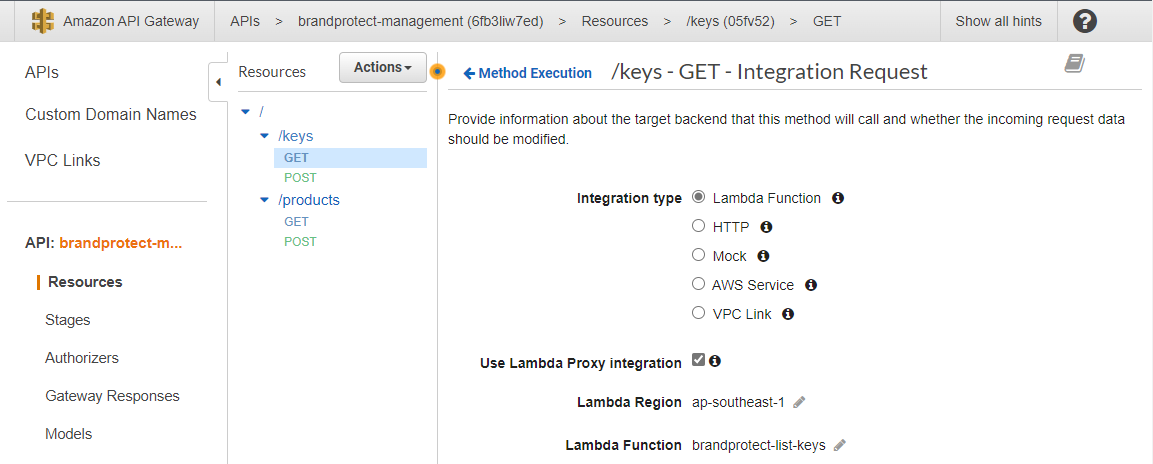 Amazon API Gateway APIs > brandprotect-management (6fb3liw7ed) > Resources > /keys (05fv52) > GET Show all hints ?
APIs
Custom Domain Names
VPC Links
API: brandprotect-m...
Resources
Stages
Authorizers
Gateway Responses
Models
Resources Actions
/
/keys
GET
POST
/products
GET
POST
Method Execution /keys - GET - Integration Request
Provide information about the target backend that this method will call and whether the incoming request data
should be modified.
Integration type Lambda Function
HTTP
Mock
AWS Service
VPC Link
Use Lambda Proxy integration
Lambda Region ap-southeast-1
Lambda Function brandprotect-list-keys